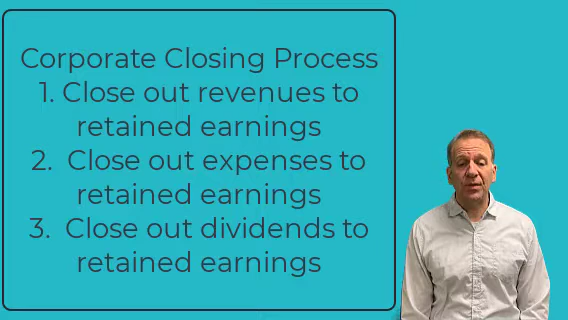 Corporate Closing Process
1. Close out revenues to
retained earnings
2. Close out expenses to
retained earnings
3. Close out dividends to
retained earnings